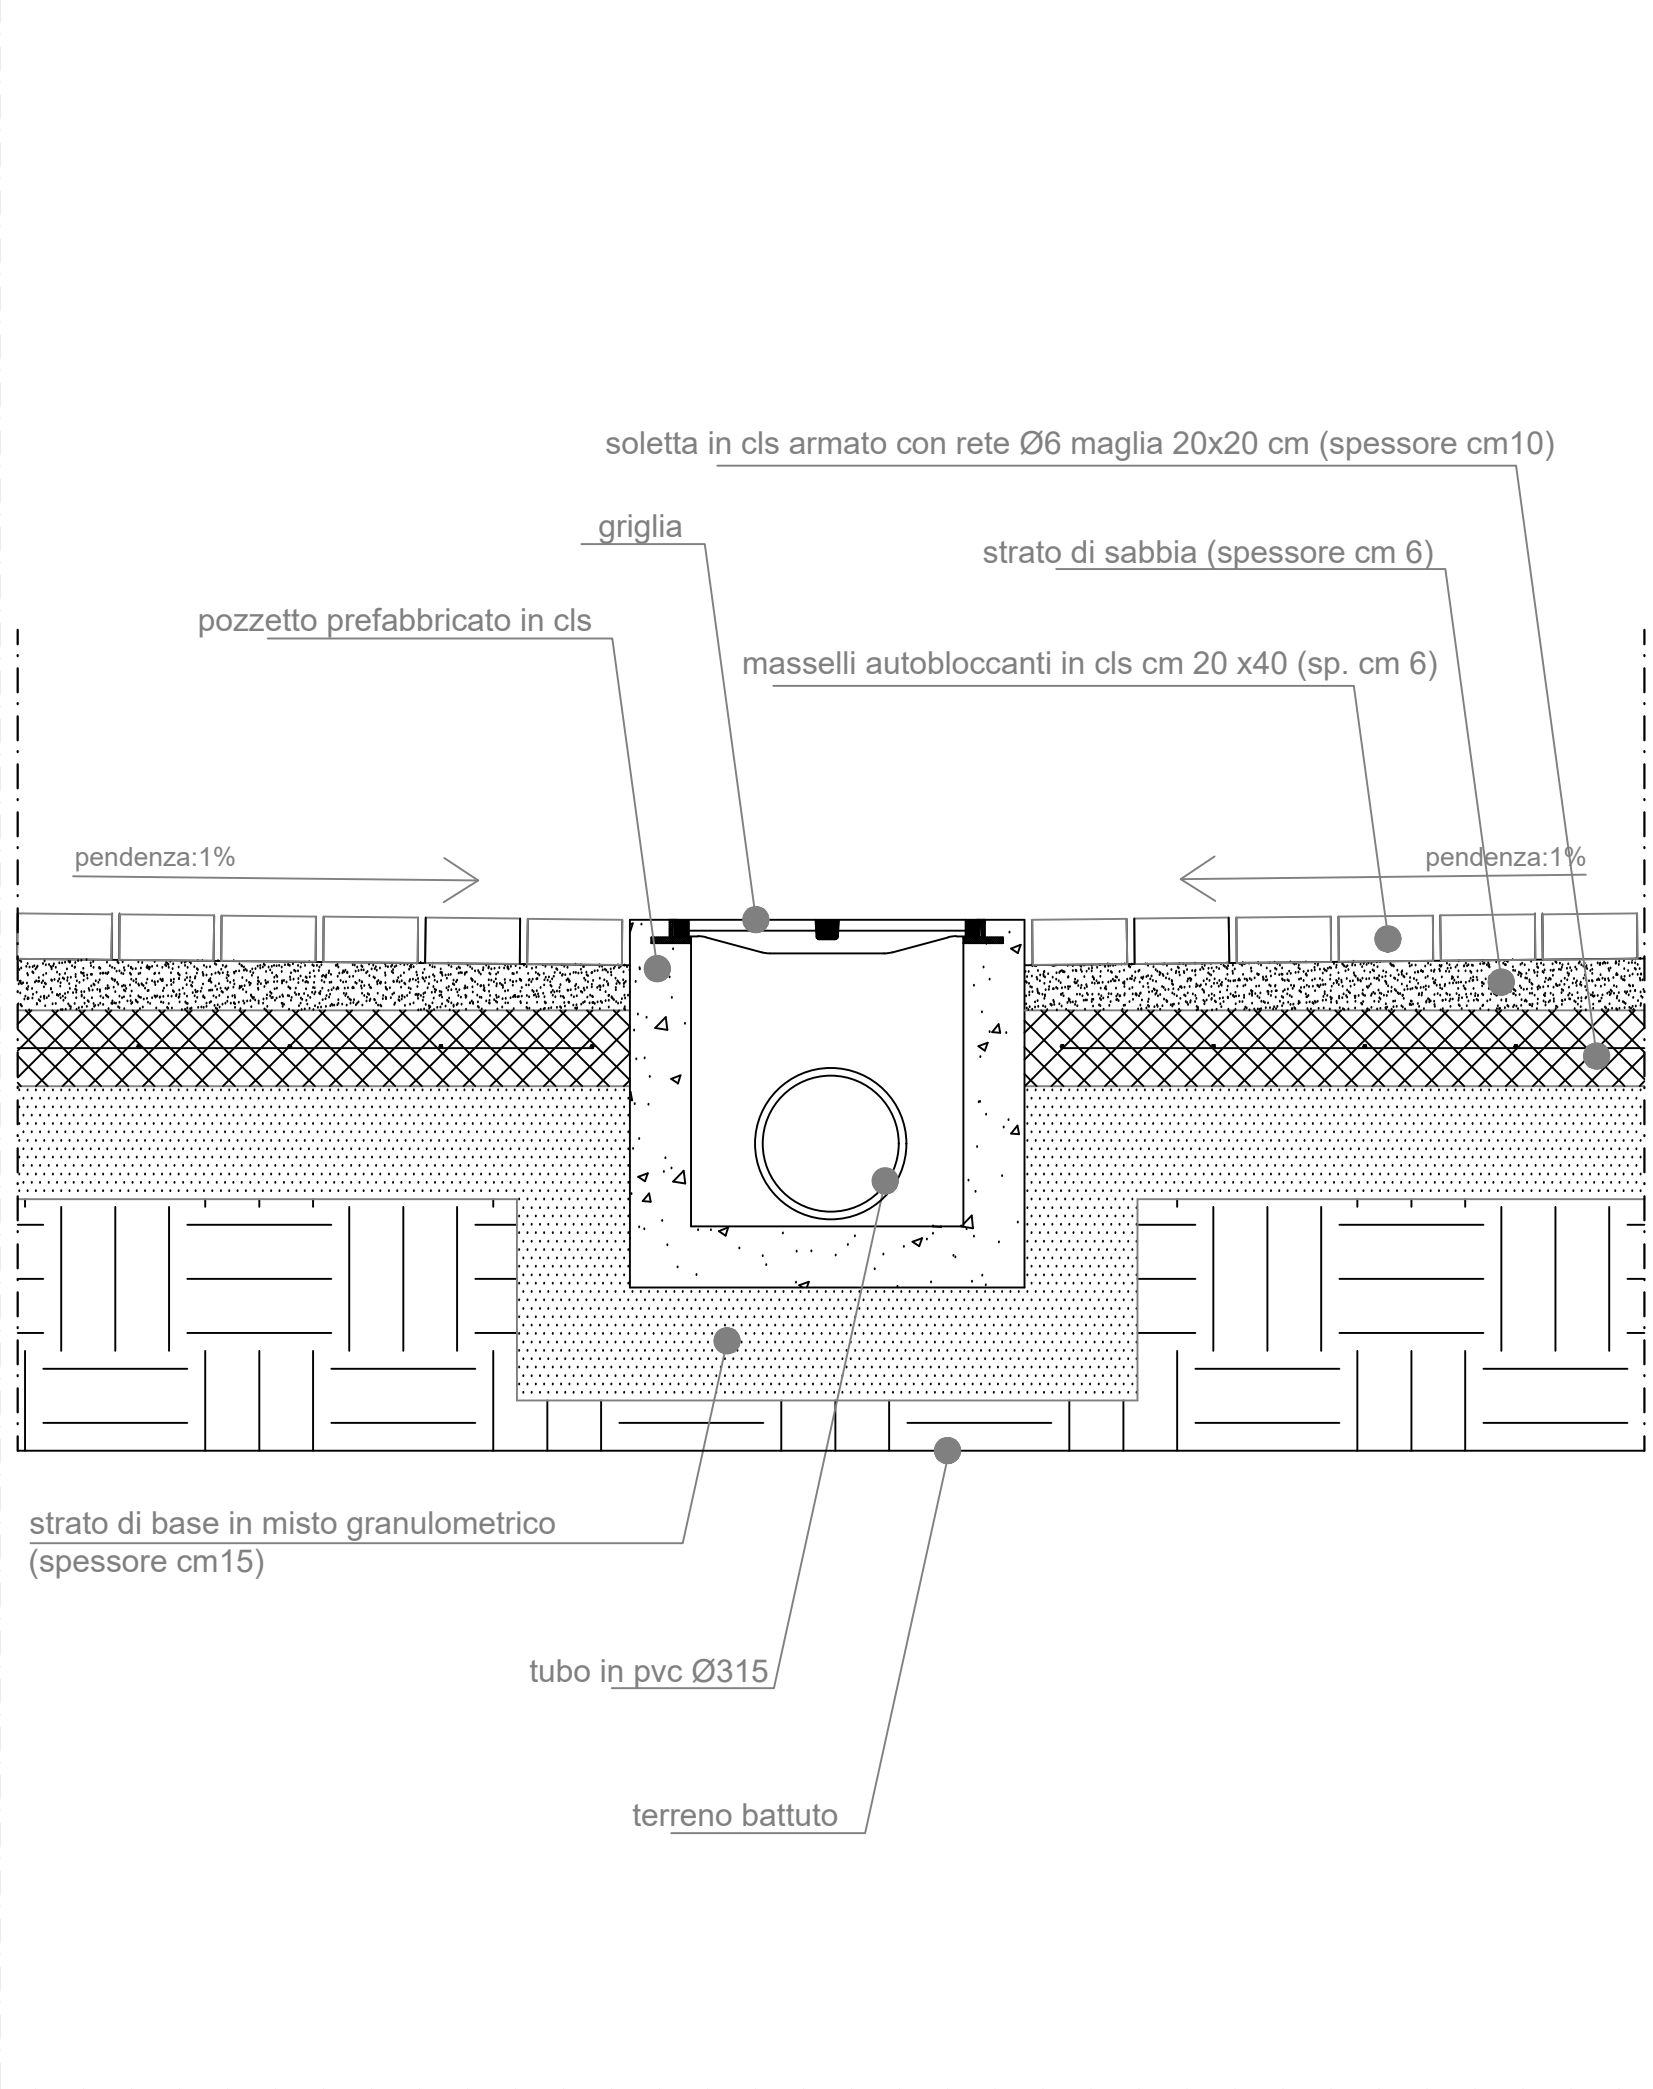 soletta in cls armato con rete Ø6 maglia 20x20 cm (spessore cm10)
griglia
strato di sabbia (spessore cm 6)
pozzetto prefabbricato in cls
masselli autobloccanti in cls cm 20 x40 (sp. cm 6)
pendenza:1%
pendenza:1%
strato di base in misto granulometrico
(spessore cm15)
tubo in pvc Ø315
terreno battuto